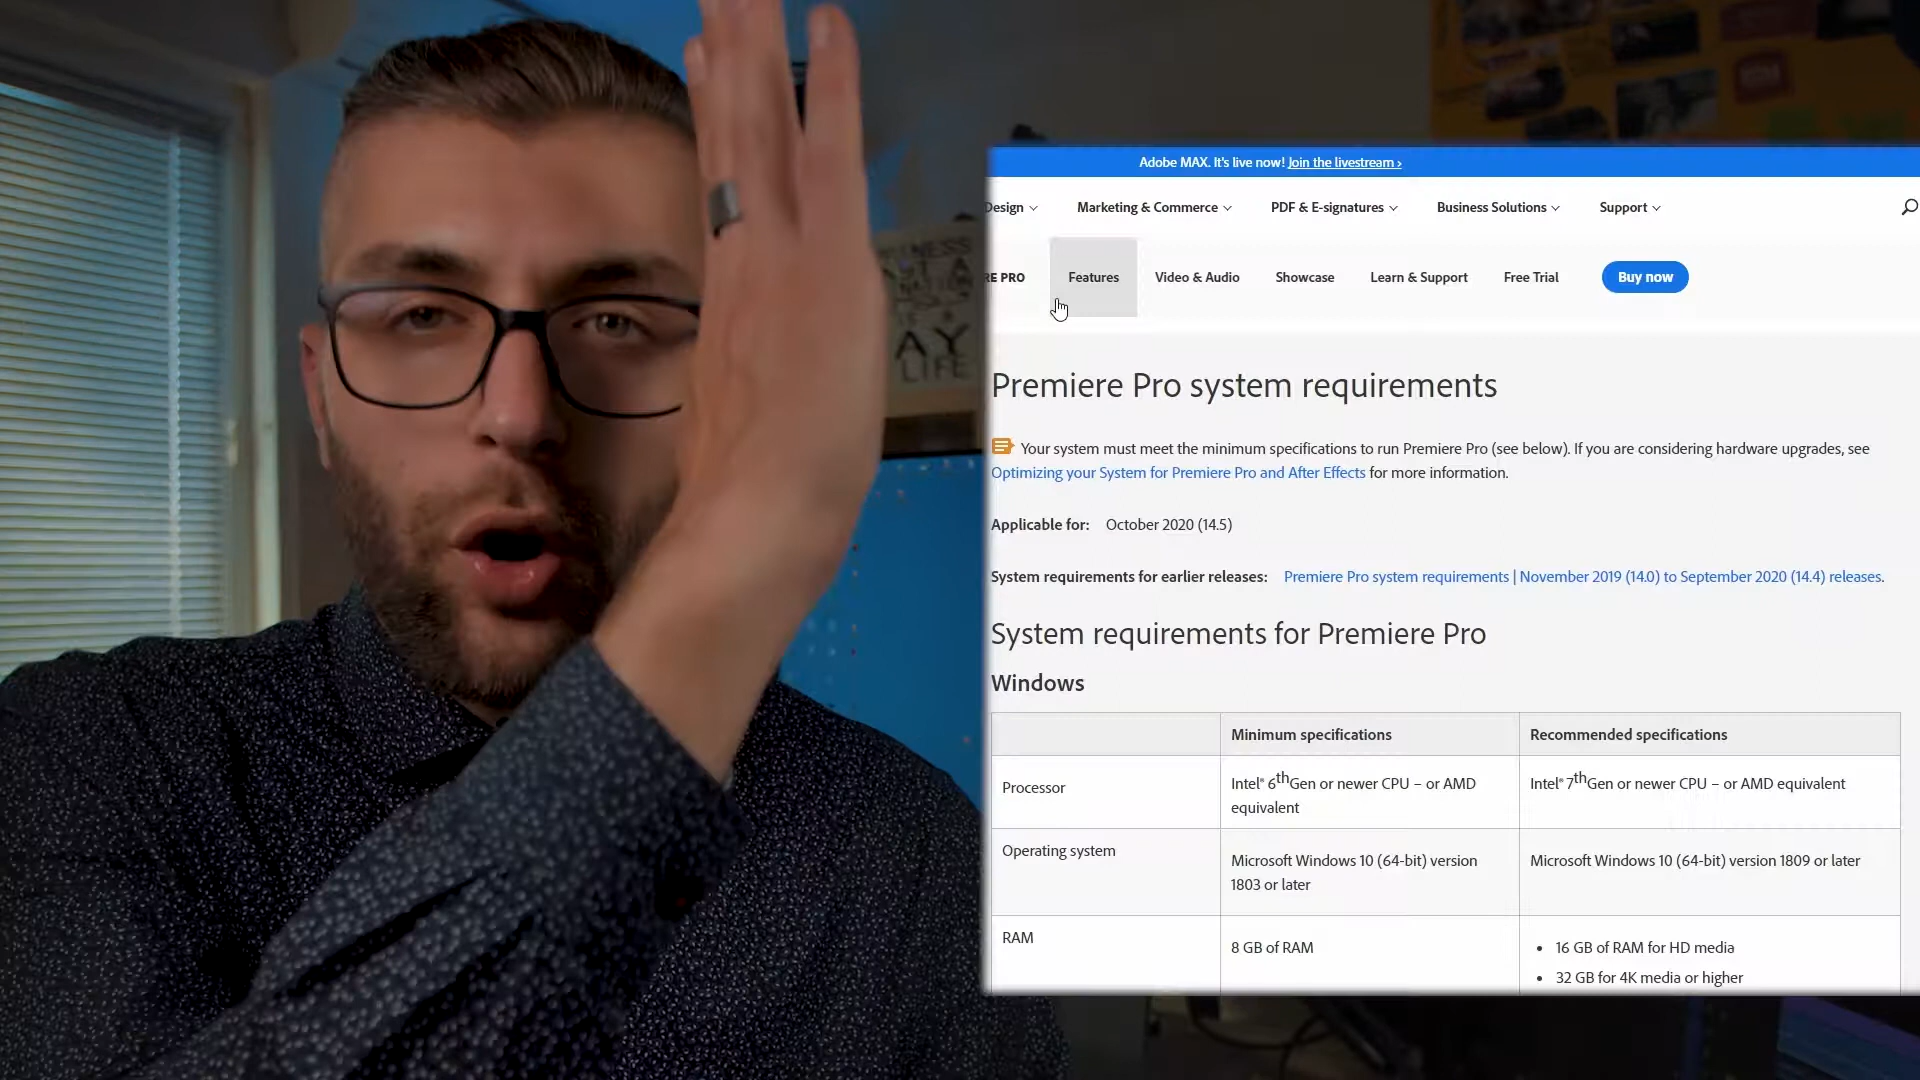 Adobe MAX. It's live now! Join the livestream ›
Design Marketing & Commerce PDF & E-signatures Business Solutions Support
RE PRO Features Video & Audio Showcase Learn & Support Free Trial Buy now
Premiere Pro system requirements
Your system must meet the minimum specifications to run Premiere Pro (see below). If you are considering hardware upgrades, see
Optimizing your System for Premiere Pro and After Effects for more information.
Applicable for: October 2020 (14.5)
System requirements for earlier releases: Premiere Pro system requirements | November 2019 (14.0) to September 2020 (14.4) releases.
System requirements for Premiere Pro
Windows
Minimum specifications Recommended specifications
Processor Intel® 6th Gen or newer CPU – or AMD Intel® 7th Gen or newer CPU – or AMD equivalent
equivalent
Operating system Microsoft Windows 10 (64-bit) version Microsoft Windows 10 (64-bit) version 1809 or later
1803 or later
RAM 8 GB of RAM • 16 GB of RAM for HD media
• 32 GB for 4K media or higher
AY
LIFE